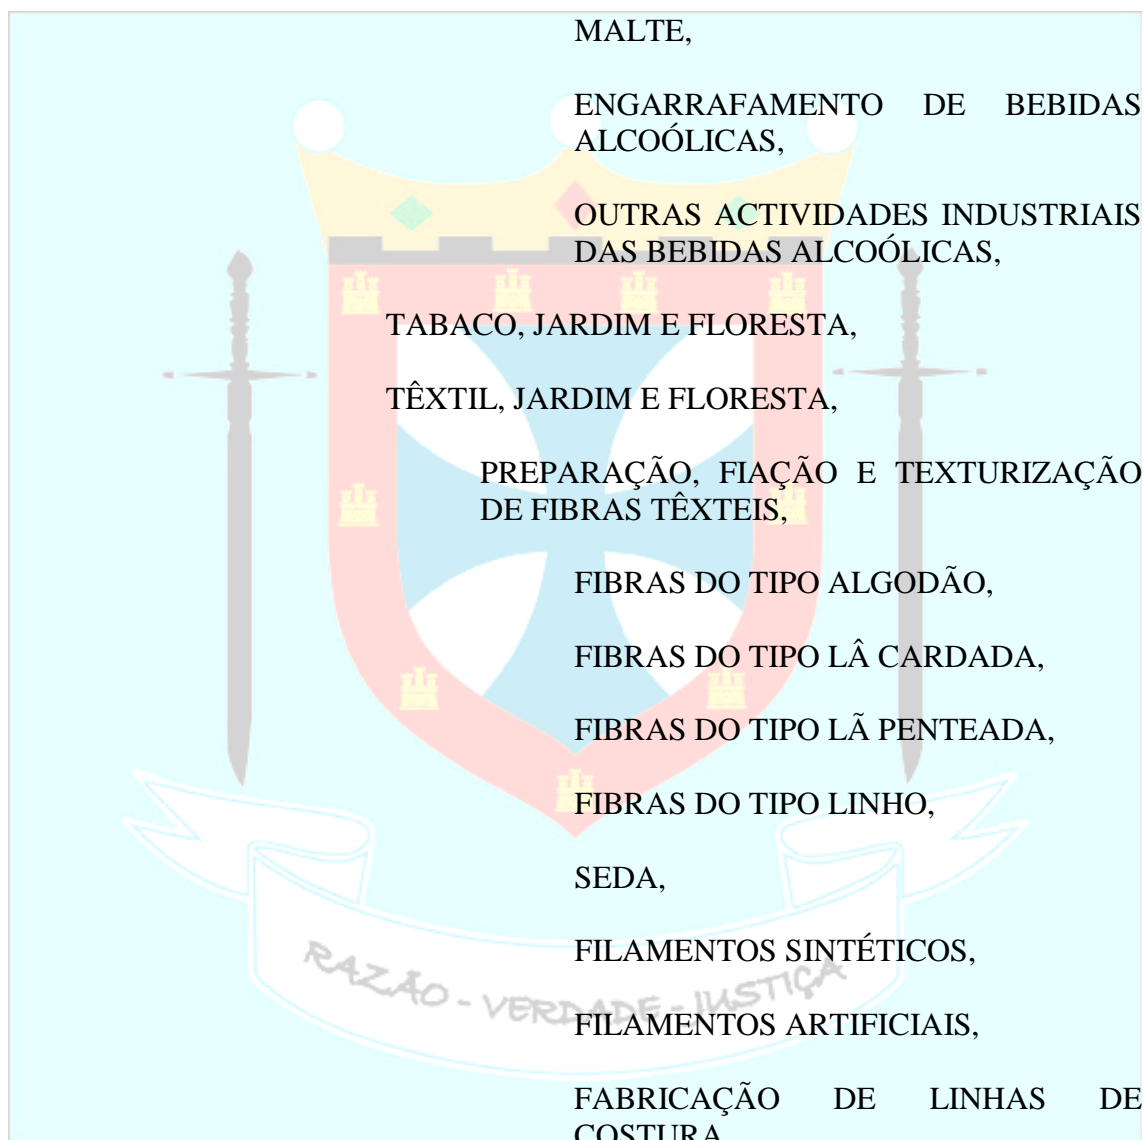 MALTE,
ENGARRAFAMENTO DE BEBIDAS
ALCOÓLICAS,
OUTRAS ACTIVIDADES INDUSTRIAIS
DAS BEBIDAS ALCOÓLICAS,
TABACO, JARDIM E FLORESTA,
TÊXTIL, JARDIM E FLORESTA,
PREPARAÇÃO, FIAÇÃO E TEXTURIZAÇÃO
DE FIBRAS TÊXTEIS,
FIBRAS DO TIPO ALGODÃO,
FIBRAS DO TIPO LÂ CARDADA,
FIBRAS DO TIPO LÃ PENTEADA,
FIBRAS DO TIPO LINHO,
SEDA,
FILAMENTOS SINTÉTICOS,
RAZÃO - VERDADE - JUSTIÇA
FILAMENTOS ARTIFICIAIS,
FABRICAÇÃO DE LINHAS DE
COSTURA